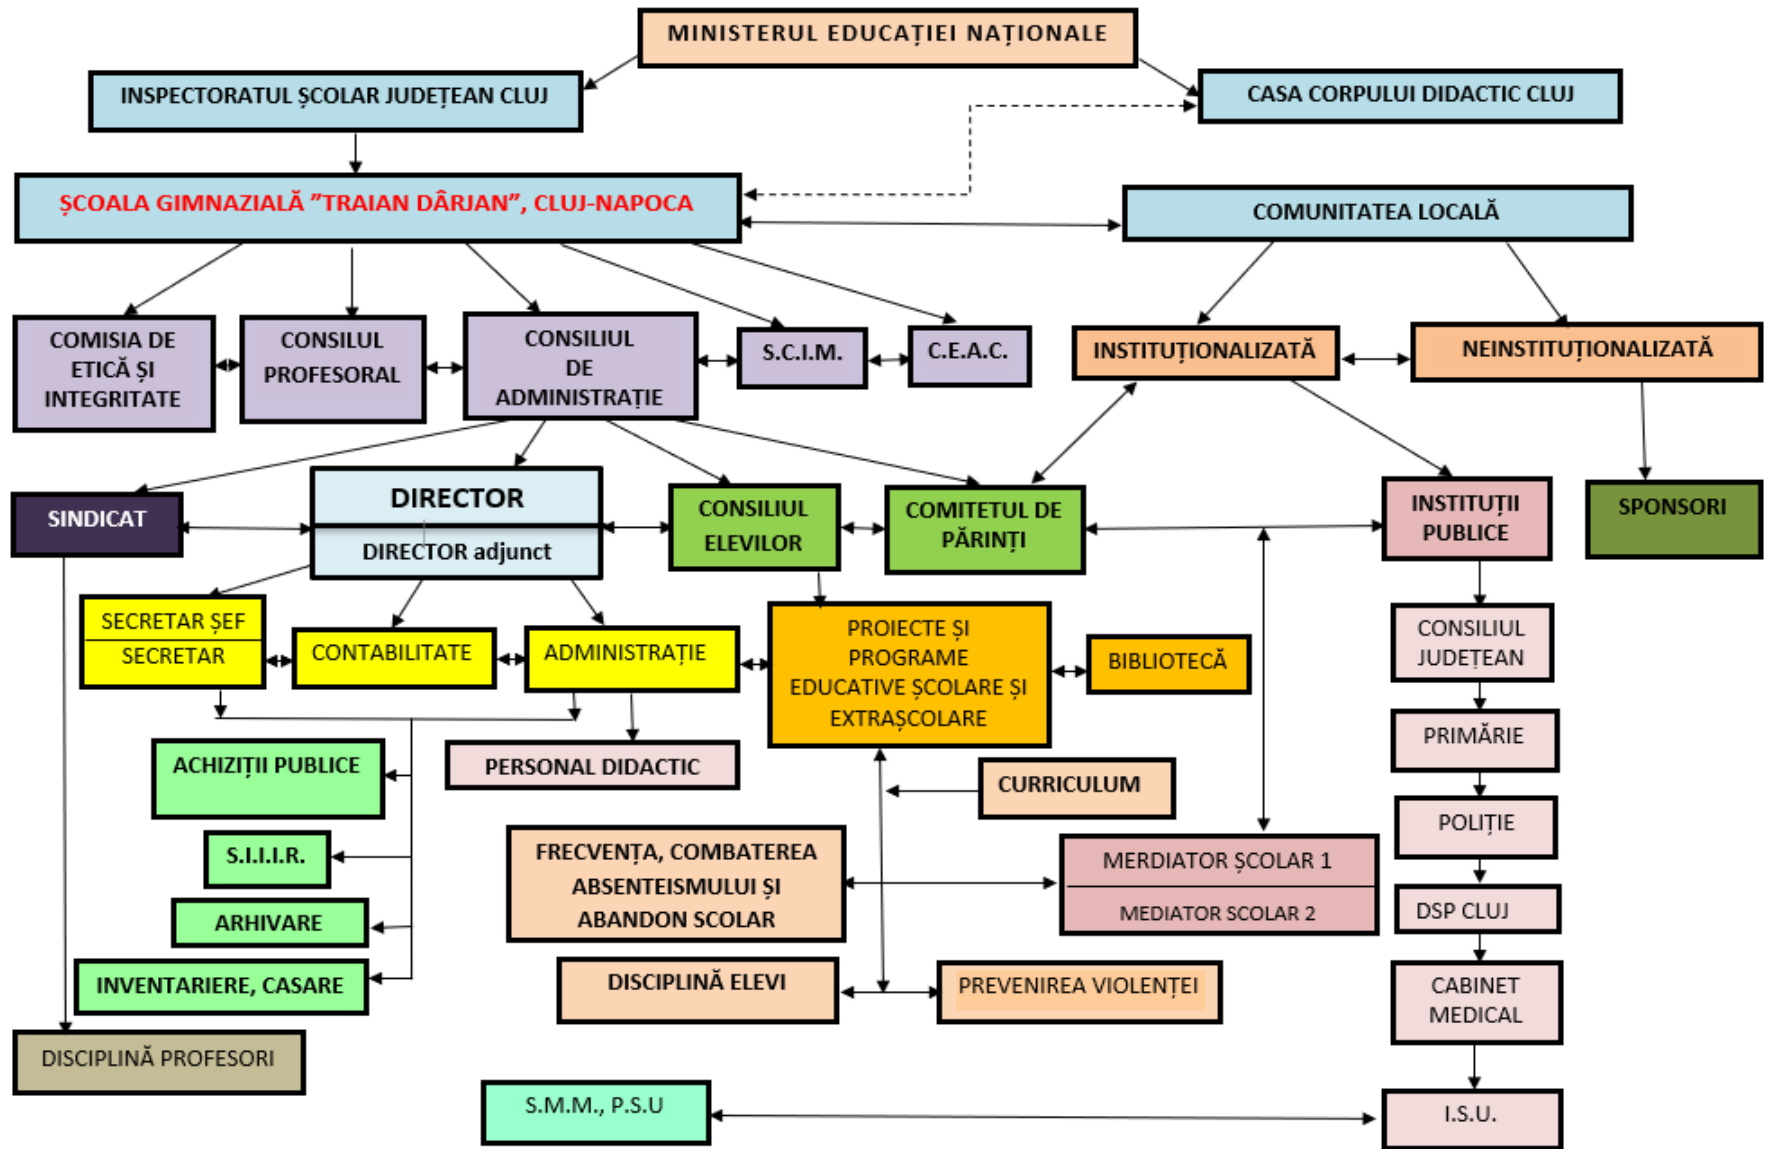 MINISTERUL EDUCAȚIEI NAȚIONALE
INSPECTORATUL ȘCOLAR JUDEȚEAN CLUJ
CASA CORPULUI DIDACTIC CLUJ
ȘCOALA GIMNAZIALĂ ”TRAIAN DÂRJAN”, CLUJ-NAPOCA
COMUNITATEA LOCALĂ
COMISIA DE
ETICĂ ȘI
INTEGRITATE
CONSILUL
PROFESORAL
CONSILIUL
DE
ADMINISTRAȚIE
S.C.I.M.
C.E.A.C.
INSTITUȚIONALIZATĂ
NEINSTITUȚIONALIZATĂ
SINDICAT
DIRECTOR
DIRECTOR adjunct
CONSILIUL
ELEVILOR
COMITETUL DE
PĂRINȚI
INSTITUȚII
PUBLICE
SPONSORI
SECRETAR ȘEF
SECRETAR
CONTABILITATE
ADMINISTRAȚIE
PROIECTE ȘI
PROGRAME
EDUCATIVE ȘCOLARE ȘI
EXTRAȘCOLARE
BIBLIOTECĂ
CONSILIUL
JUDEȚEAN
PRIMĂRIE
ACHIZIȚII PUBLICE
PERSONAL DIDACTIC
CURRICULUM
POLIȚIE
S.I.I.I.R.
FRECVENȚA, COMBATEREA
ABSENTEISMULUI ȘI
ABANDON SCOLAR
MERDIATOR ȘCOLAR 1
MEDIATOR SCOLAR 2
DSP CLUJ
ARHIVARE
INVENTARIERE, CASARE
DISCIPLINĂ ELEVI
PREVENIREA VIOLENȚEI
CABINET
MEDICAL
DISCIPLINĂ PROFESORI
S.M.M., P.S.U
I.S.U.